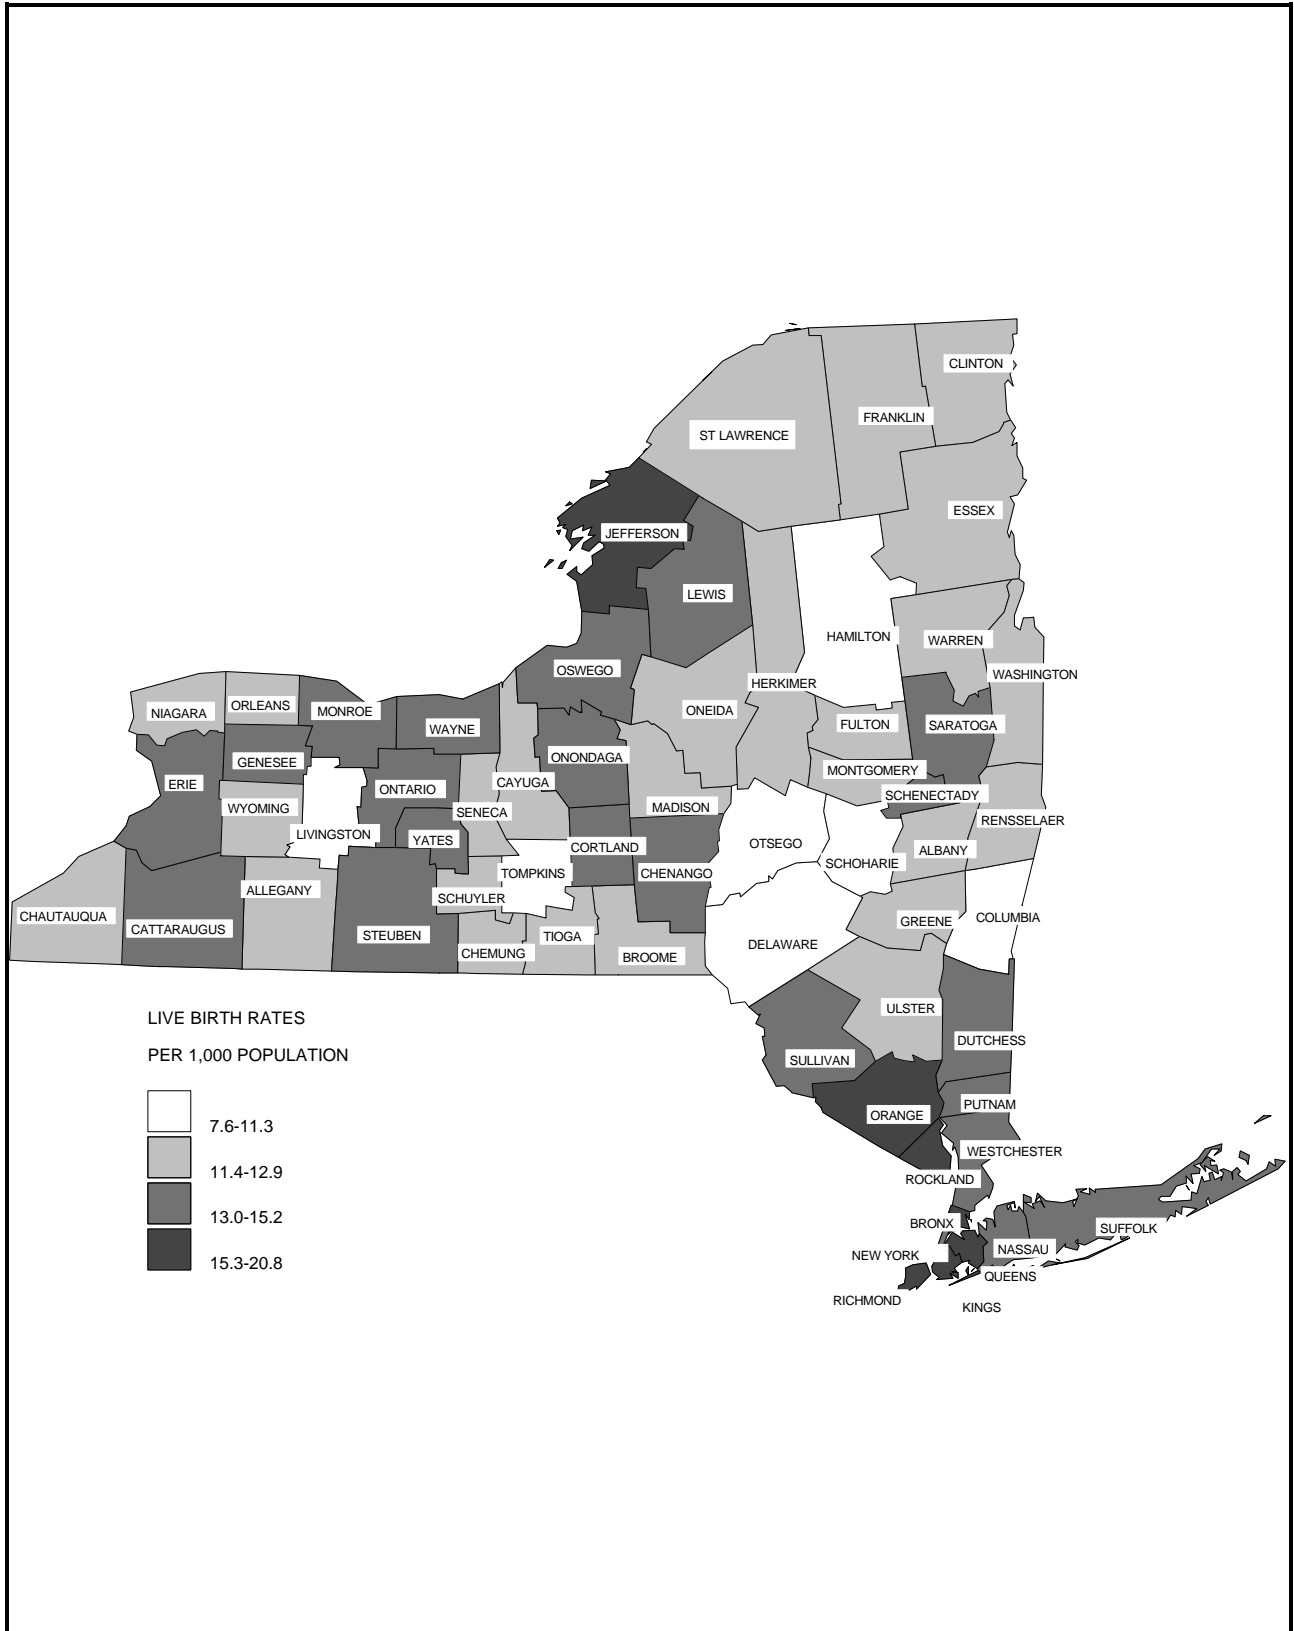 CLINTON
FRANKLIN
ST LAWRENCE
ESSEX
JEFFERSON
LEWIS
HAMILTON
WARREN
OSWEGO
WASHINGTON
HERKIMER
ORLEANS
MONROE
NIAGARA
ONEIDA
FULTON
SARATOGA
WAYNE
ONONDAGA
GENESEE
MONTGOMERY
ERIE
CAYUGA
ONTARIO
SCHENECTADY
WYOMING
MADISON
SENECA
RENSSELAER
LIVINGSTON
YATES
OTSEGO
CORTLAND
ALBANY
SCHOHARIE
TOMPKINS
CHENANGO
ALLEGANY
SCHUYLER
CHAUTAUQUA
COLUMBIA
GREENE
CATTARAUGUS
STEUBEN
TIOGA
DELAWARE
CHEMUNG
BROOME
ULSTER
LIVE BIRTH RATES
DUTCHESS
PER 1,000 POPULATION
SULLIVAN
PUTNAM
ORANGE
7.6-11.3
WESTCHESTER
11.4-12.9
ROCKLAND
13.0-15.2
BRONX
SUFFOLK
NASSAU
NEW YORK
15.3-20.8
QUEENS
RICHMOND
KINGS